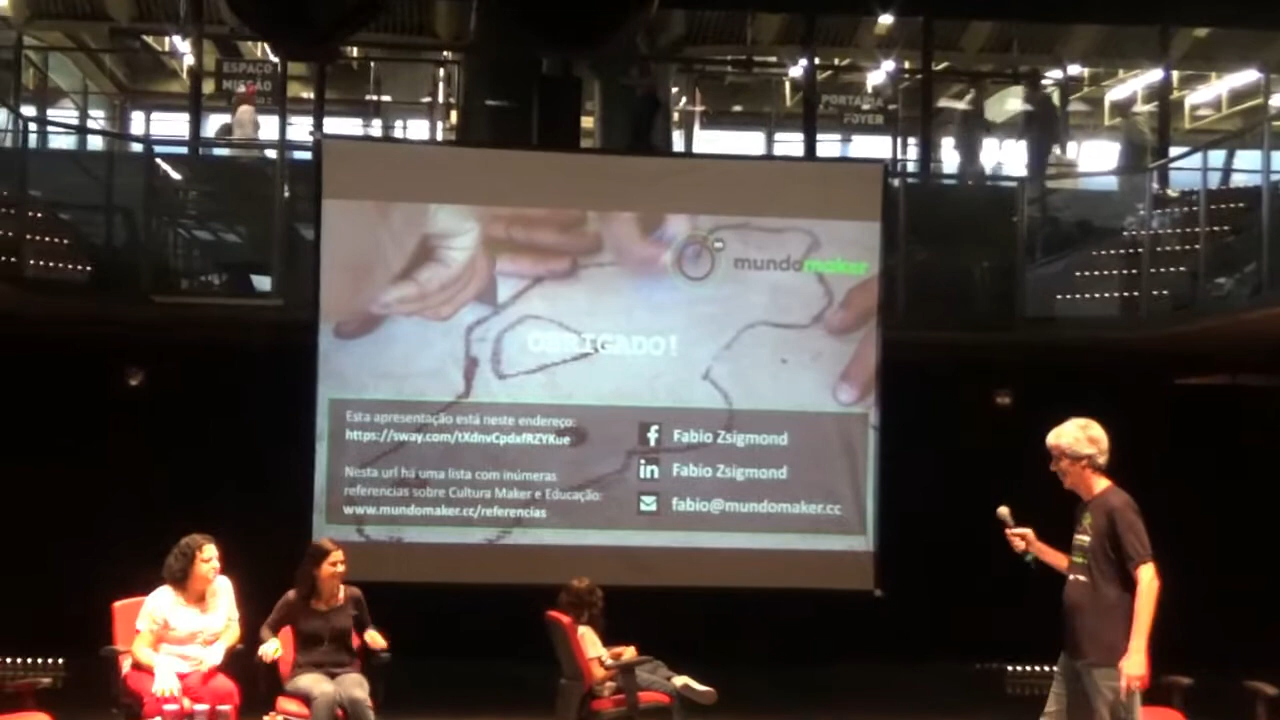 ESPAÇO
MISSÃO
PORTARIA
FOYER
mundomaker
OBRIGADO!
Esta apresentação está neste endereço:
https://sway.com/tXdnvCpdxfRZYKue
Nesta url há uma lista com inúmeras
referencias sobre Cultura Maker e Educação:
www.mundomaker.cc/referencias
Fabio Zsigmond
in Fabio Zsigmond
fabio@mundomaker.cc